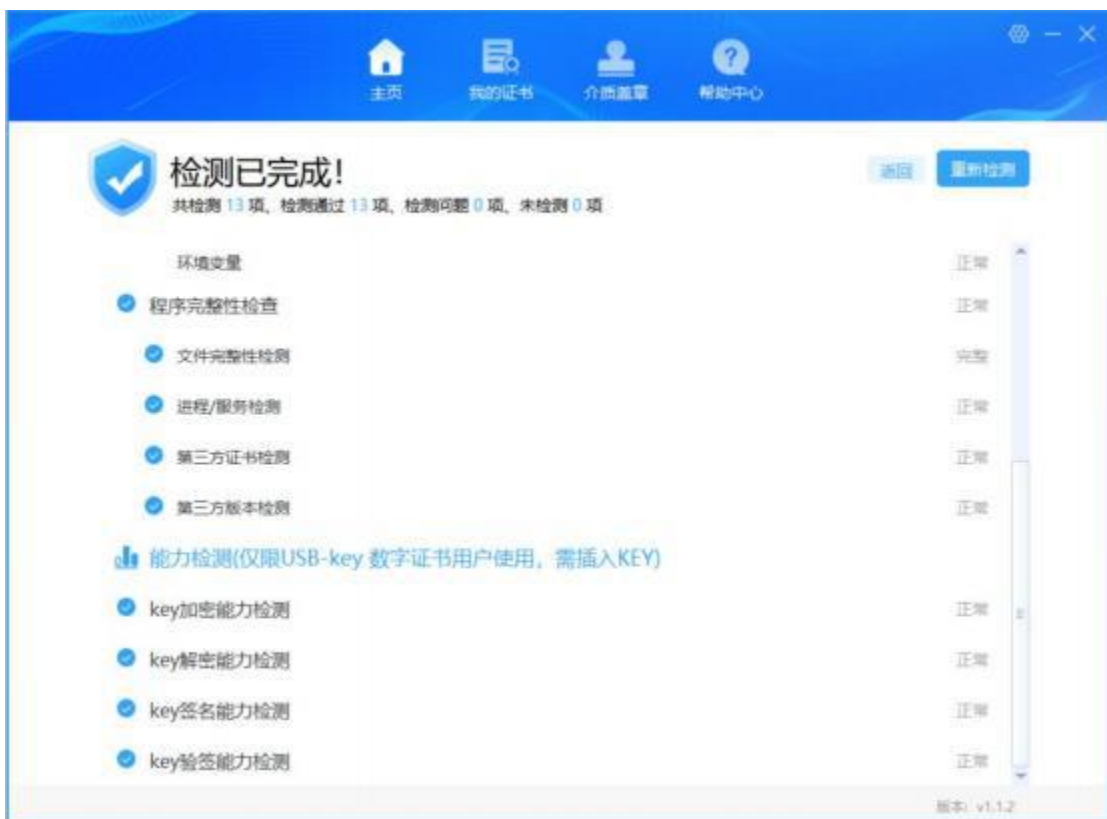 主页 我的证书 介质盖章 帮助中心
检测已完成!
返回 重新检测
共检测 13 项、检测通过 13 项、检测问题 0 项、未检测 0 项
环境变量 正常
程序完整性检查 正常
文件完整性检测 完整
进程/服务检测 正常
第三方证书检测 正常
第三方版本检测 正常
能力检测(仅限USB-key 数字证书用户使用，需插入KEY)
key加密能力检测 正常
key解密能力检测 正常
key签名能力检测 正常
key验签能力检测 正常
版本: v1.1.2